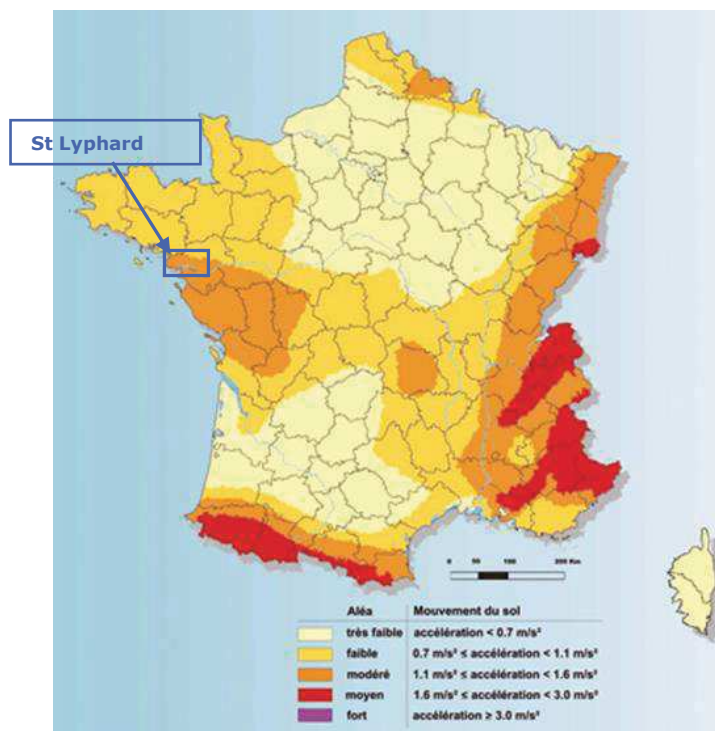 St Lyphard
0 50 100 200 Km
Aléa Mouvement du sol
très faible accélération < 0.7 m/s²
faible 0.7 m/s² ≤ accélération < 1.1 m/s²
modéré 1.1 m/s² ≤ accélération < 1.6 m/s²
moyen 1.6 m/s² ≤ accélération < 3.0 m/s²
fort accélération ≥ 3.0 m/s²